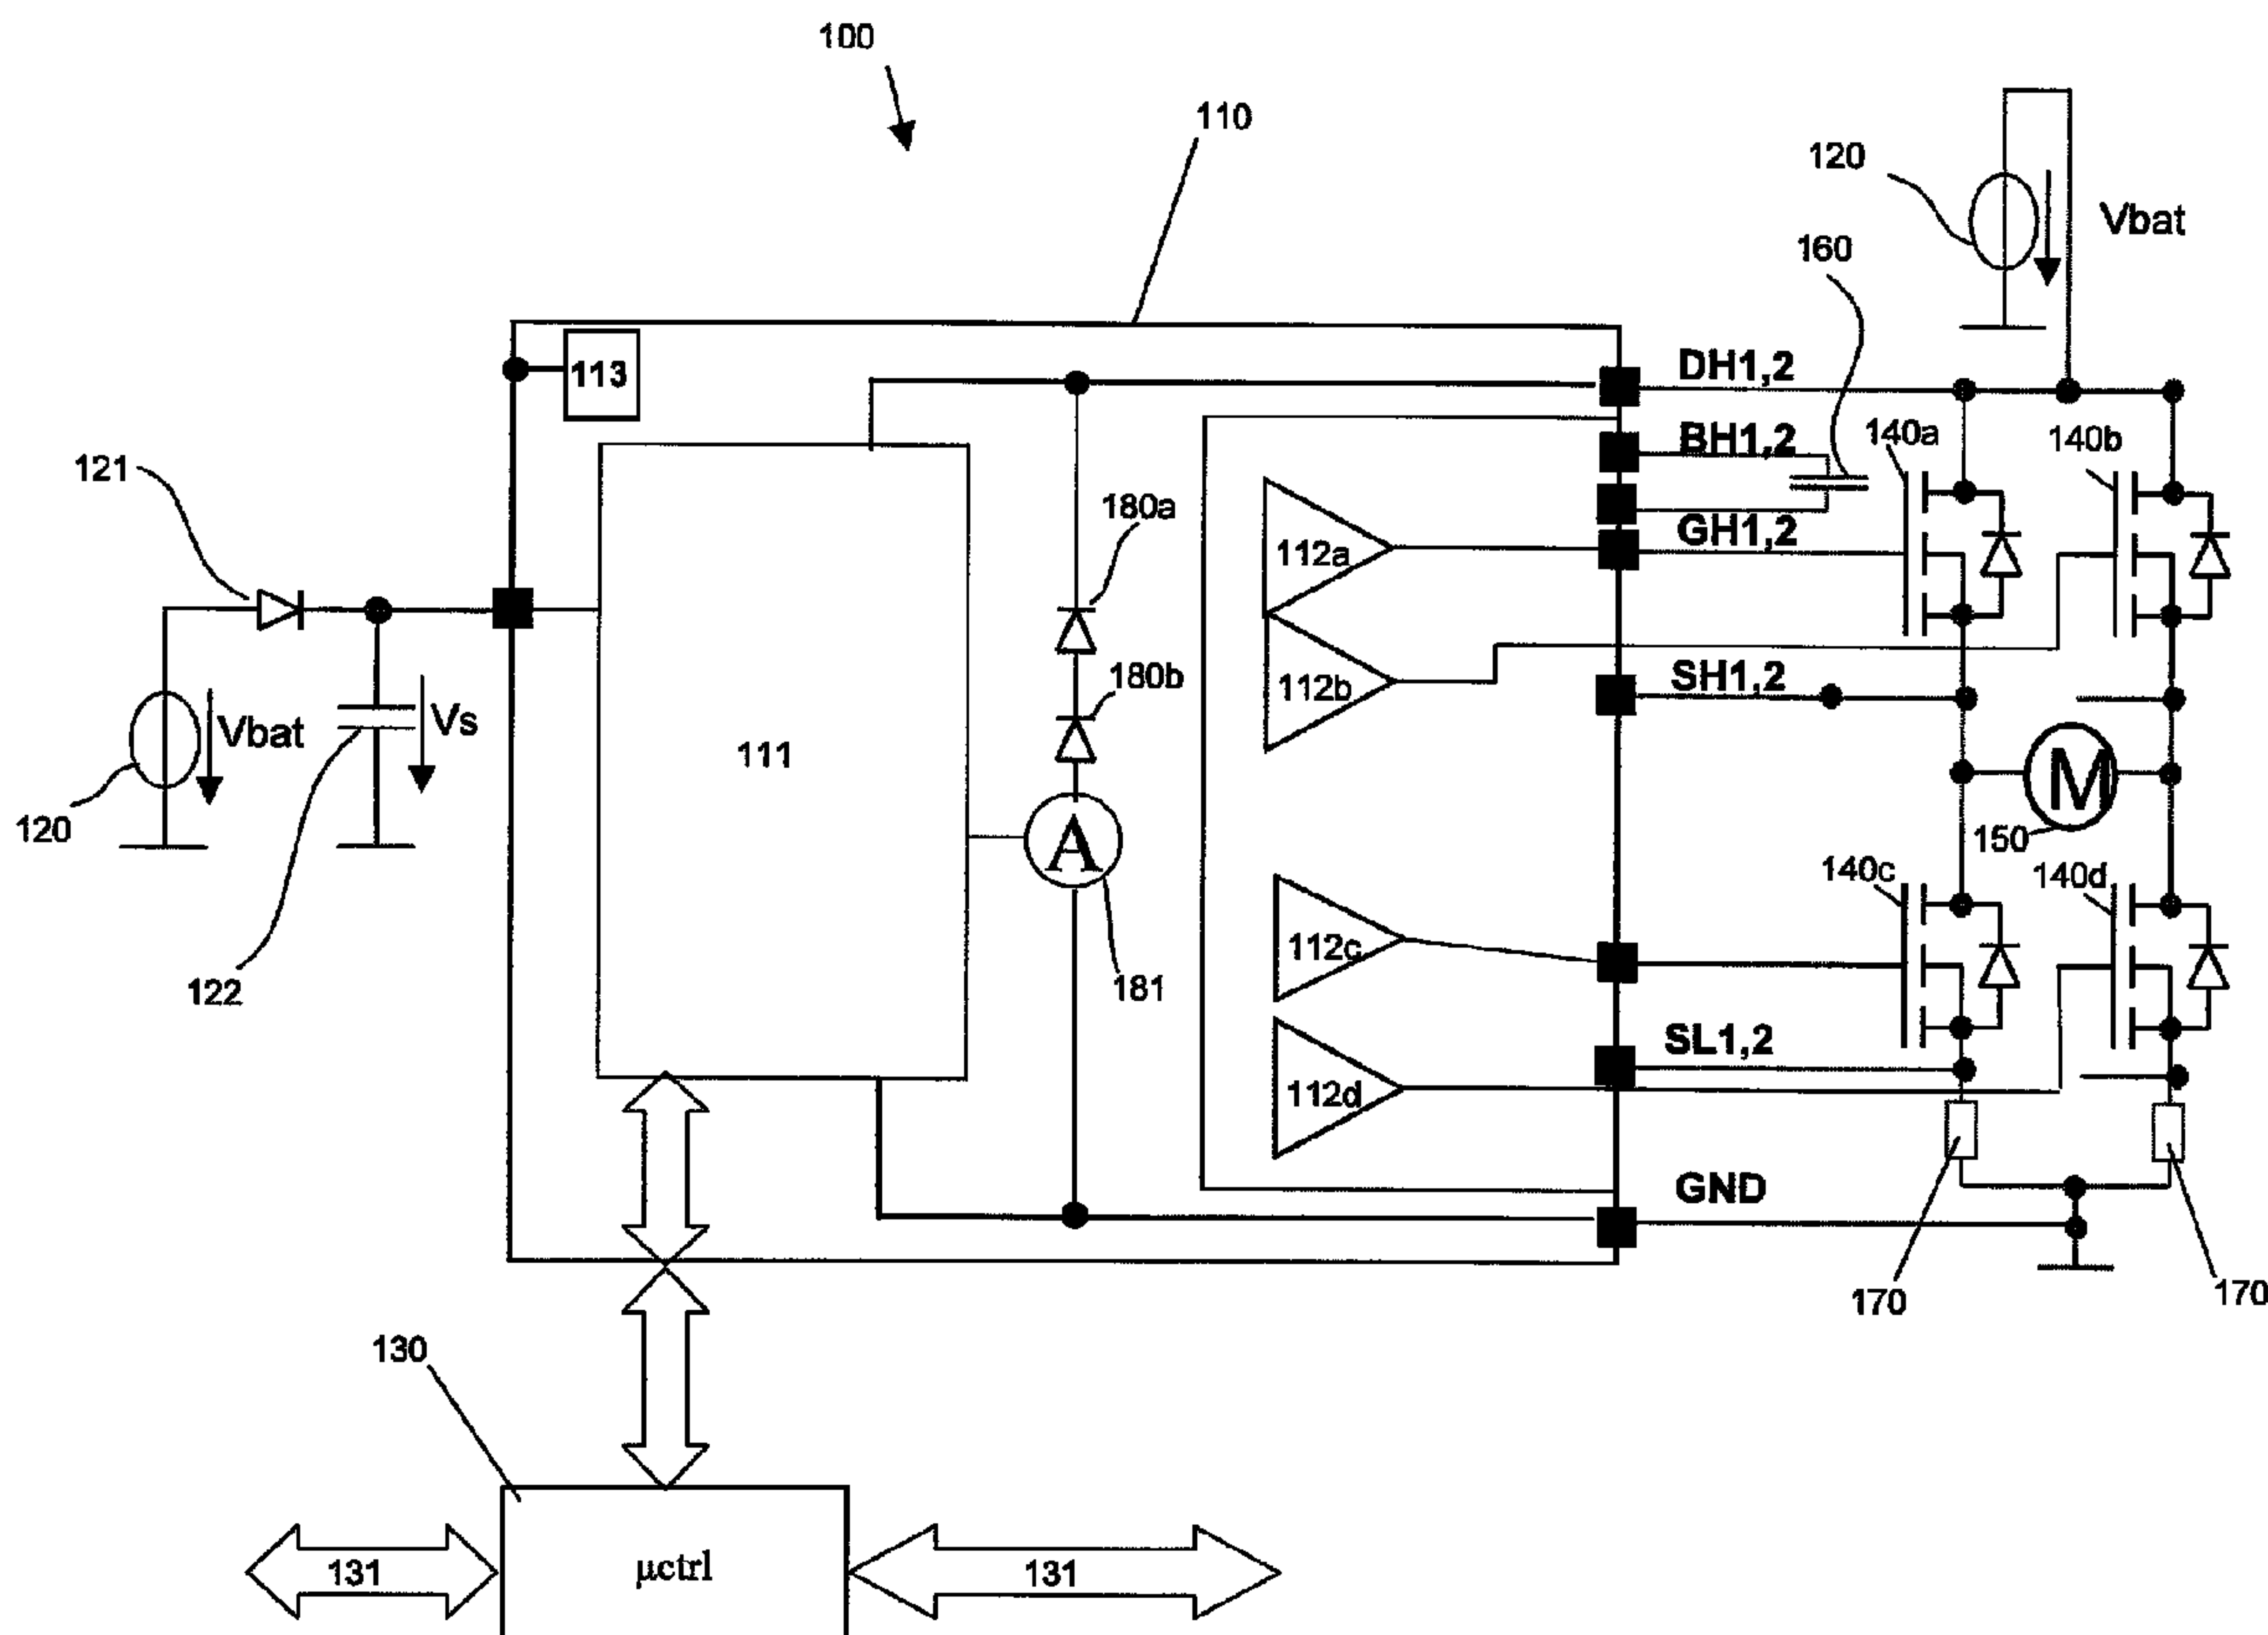 100
110
120
Vbat
160
DH1,2
113
BH1,2
140a
140b
121
180a
GH1,2
112a
180b
SH1,2
112b
Vbat
Vs
111
M
120
A
150
140c
140d
112c
122
181
SL1,2
112d
GND
170
170
130
131
µctrl
131